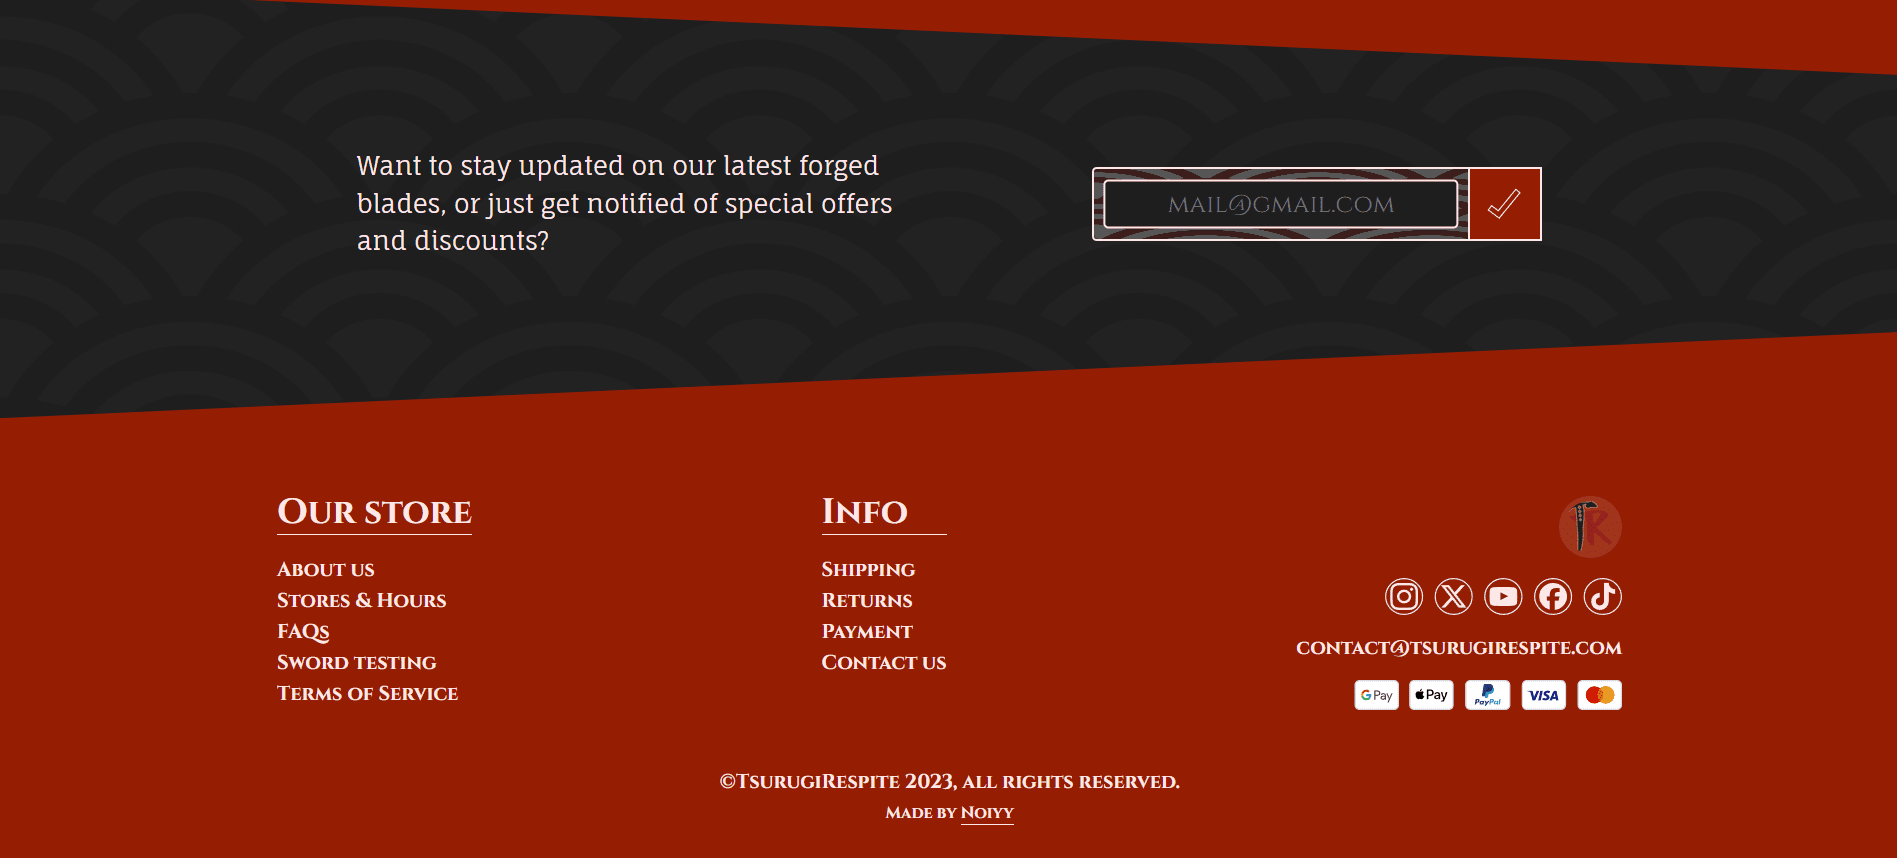 Want to stay updated on our latest forged
blades, or just get notified of special offers
and discounts?
mail@gmail.com
Our store
About us
Stores & Hours
FAQs
Sword testing
Terms of Service
Info
Shipping
Returns
Payment
Contact us
TR
contact@tsurugirespite.com
G Pay
Pay
PayPal
VISA
©TsurugiRespite 2023, all rights reserved.
Made by Noiyy